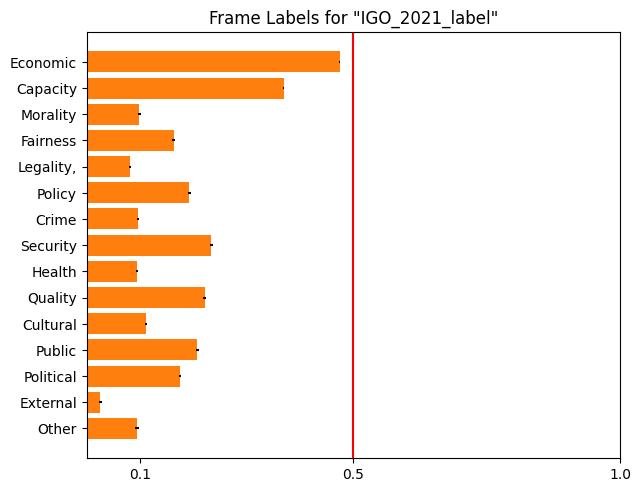 Frame Labels for "IGO_2021_label"
Economic
Capacity
Morality
Fairness
Legality,
Policy
Crime
Security
Health
Quality
Cultural
Public
Political
External
Other
0.1 0.5 1.0